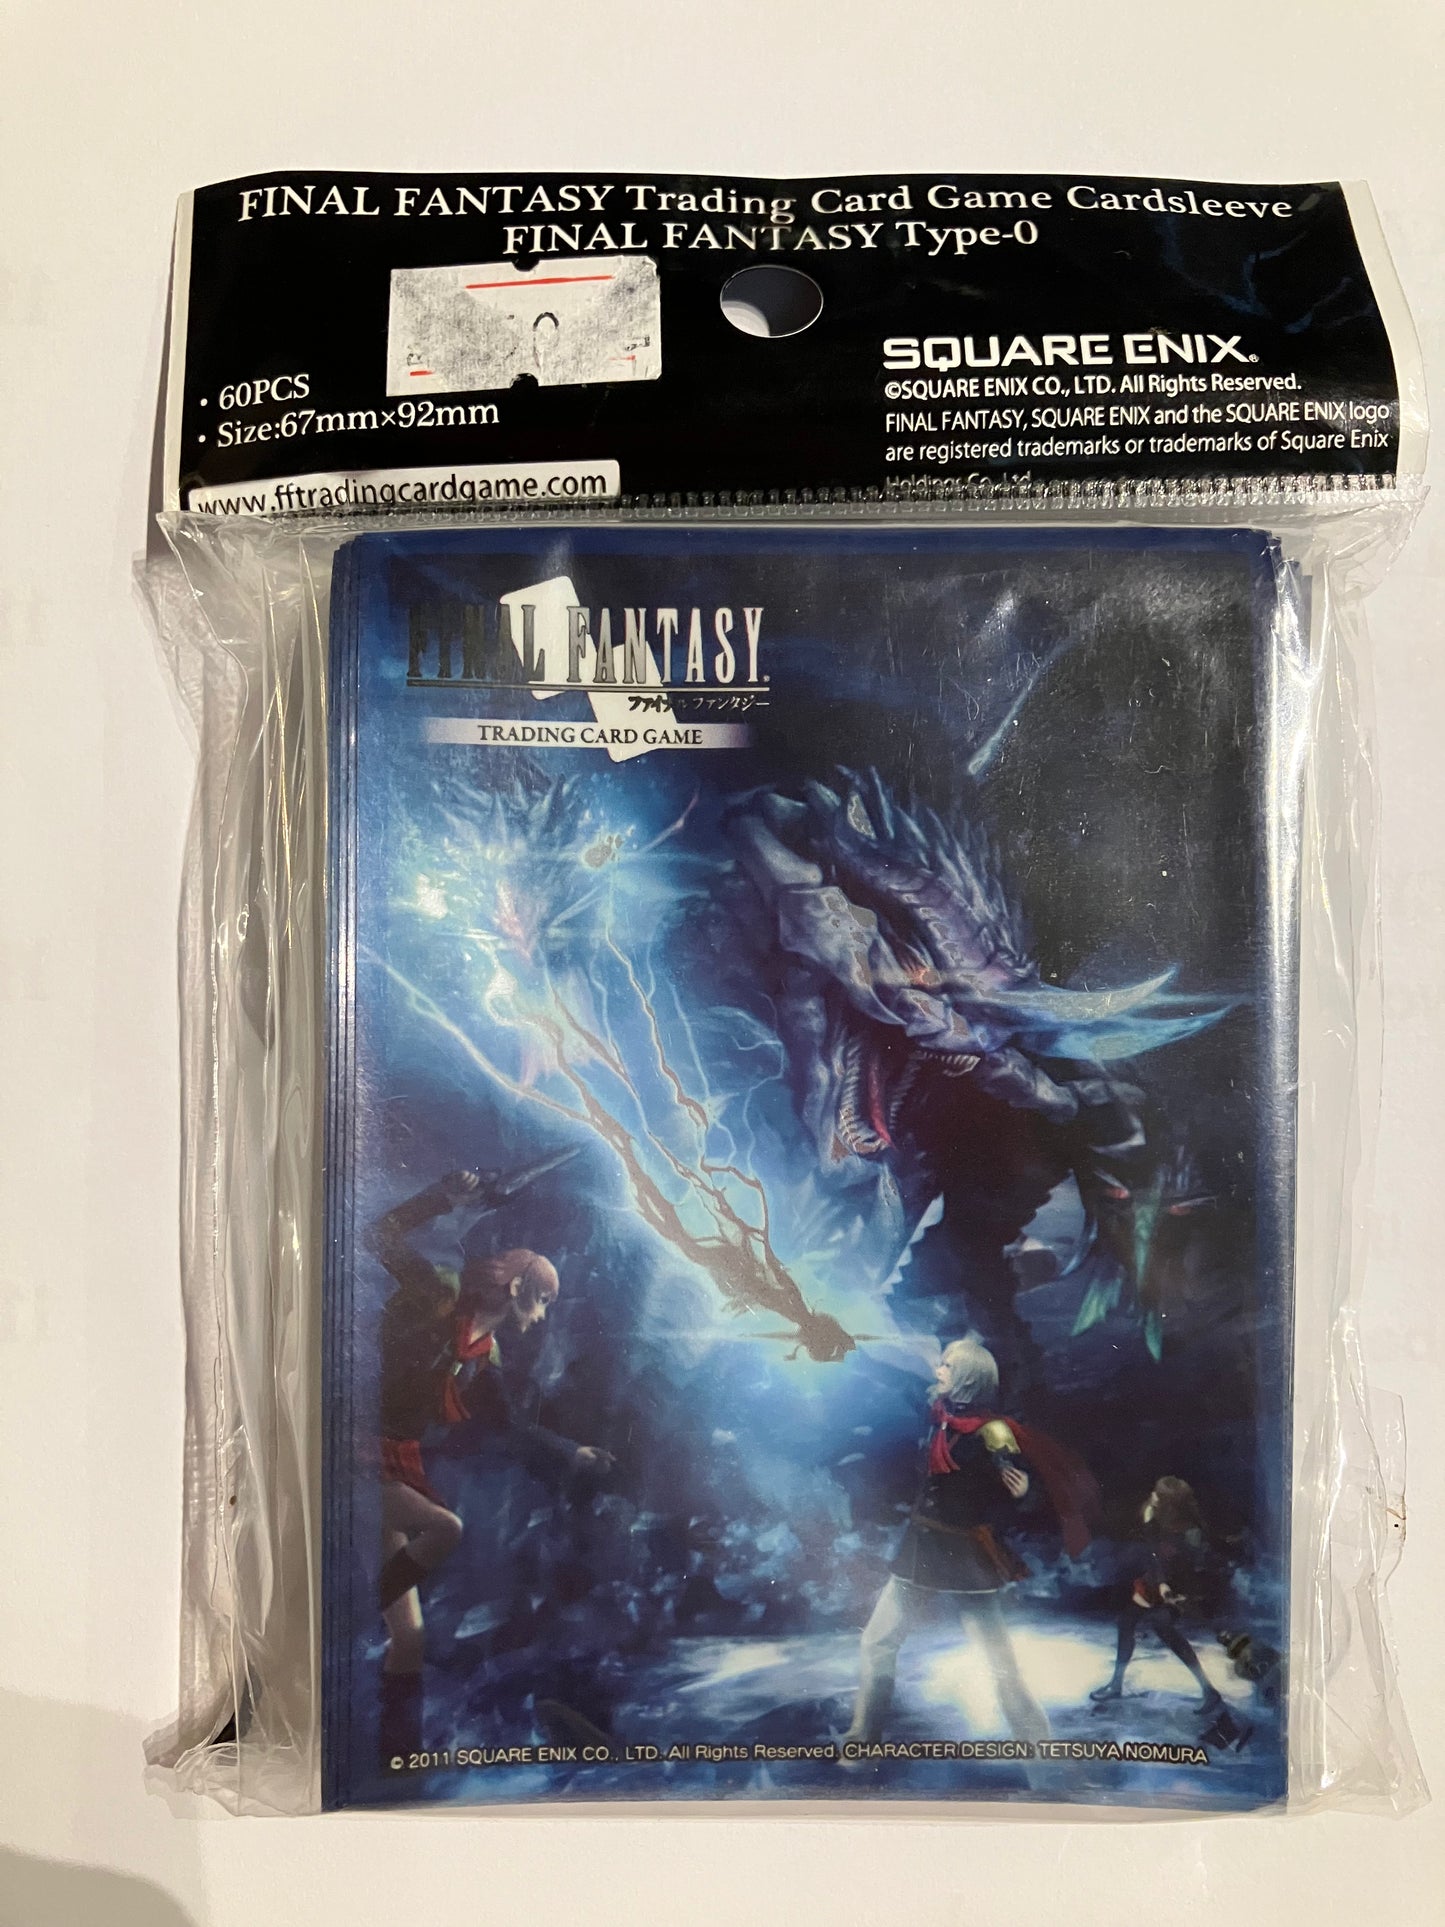 FINAL FANTASY Trading Card Game Cardsleeve
FINAL FANTASY Type-0
• 60PCS
• Size:67mm×92mm
www.fftradingcardgame.com
SQUARE ENIX®
©SQUARE ENIX CO., LTD. All Rights Reserved.
FINAL FANTASY, SQUARE ENIX and the SQUARE ENIX logo
are registered trademarks or trademarks of Square Enix
Holdings Co., Ltd.
FINAL FANTASY®
ファイナルファンタジー
TRADING CARD GAME
© 2011 SQUARE ENIX CO., LTD. All Rights Reserved. CHARACTER DESIGN: TETSUYA NOMURA